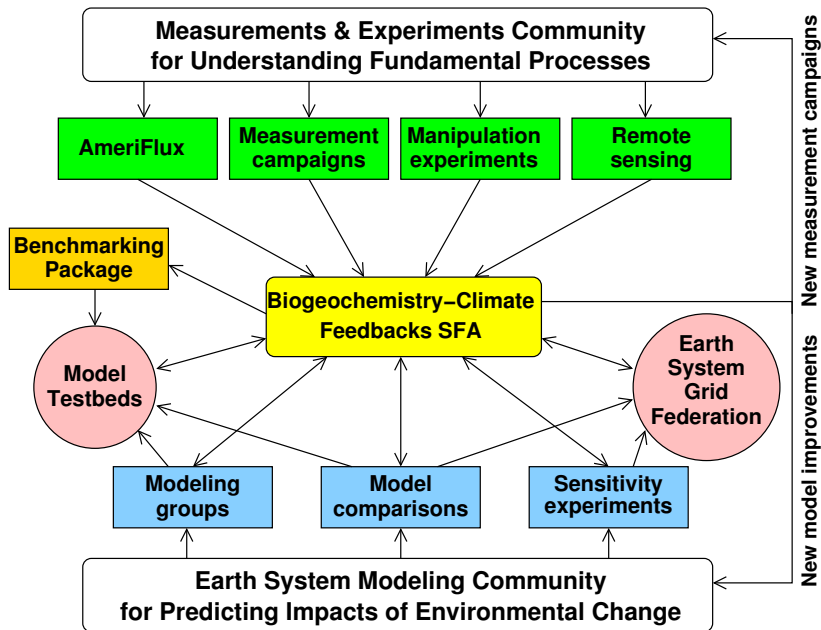 Measurements & Experiments Community
for Understanding Fundamental Processes
AmeriFlux
Measurement
campaigns
Manipulation
experiments
Remote
sensing
New measurement campaigns
Benchmarking
Package
Biogeochemistry−Climate
Feedbacks SFA
Model
Testbeds
Earth
System
Grid
Federation
New model improvements
Modeling
groups
Model
comparisons
Sensitivity
experiments
Earth System Modeling Community
for Predicting Impacts of Environmental Change